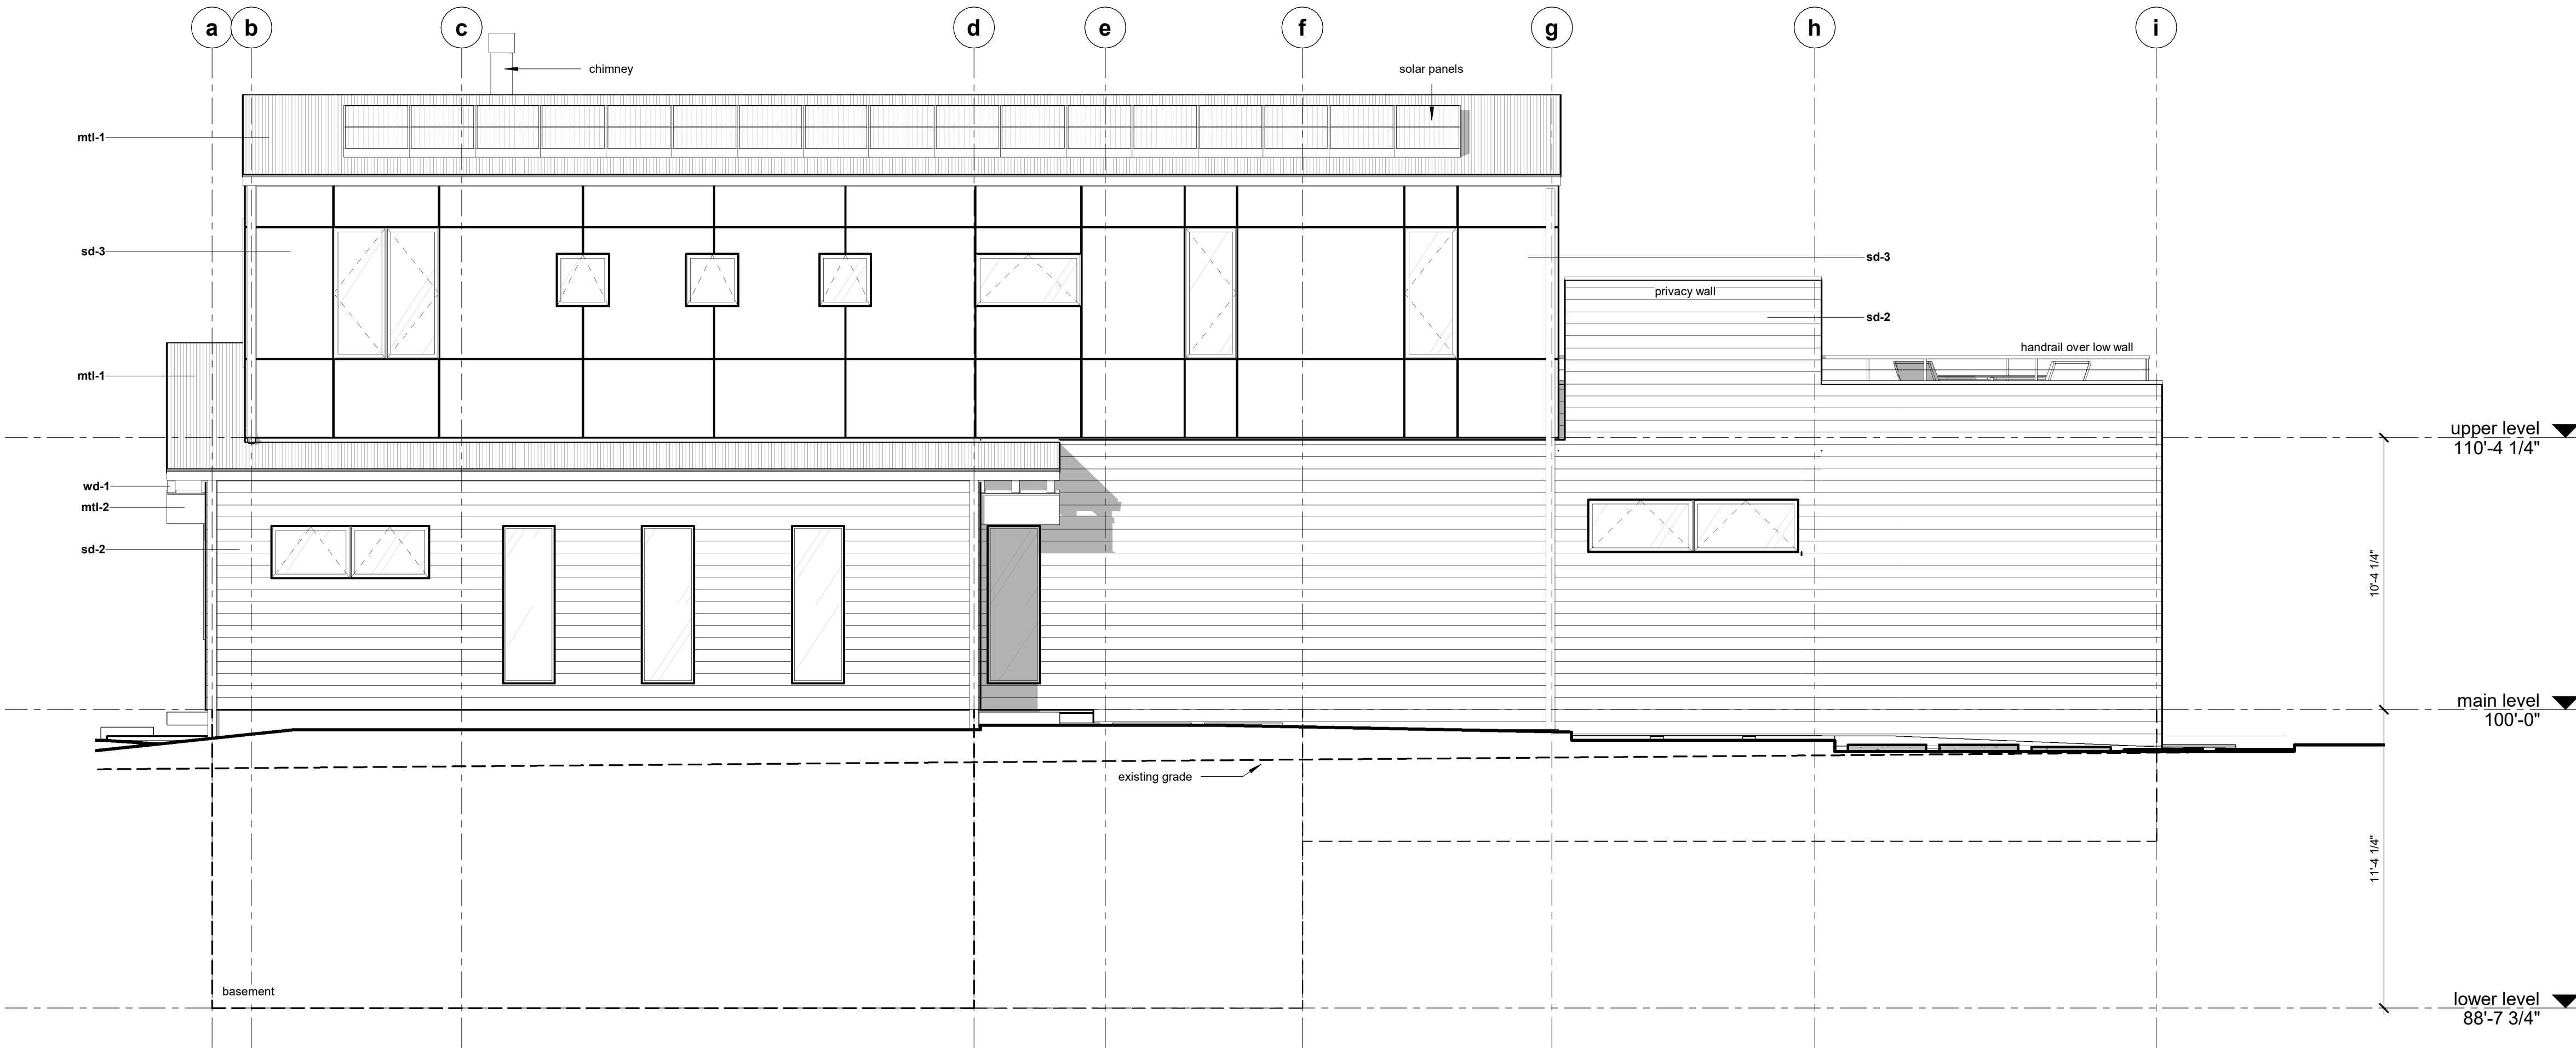 a b c d e f g h i
chimney
solar panels
mtl-1
sd-3
sd-3
privacy wall
sd-2
handrail over low wall
mtl-1
upper level
110'-4 1/4"
wd-1
mtl-2
sd-2
10'-4 1/4"
main level
100'-0"
existing grade
11'-4 1/4"
basement
lower level
88'-7 3/4"